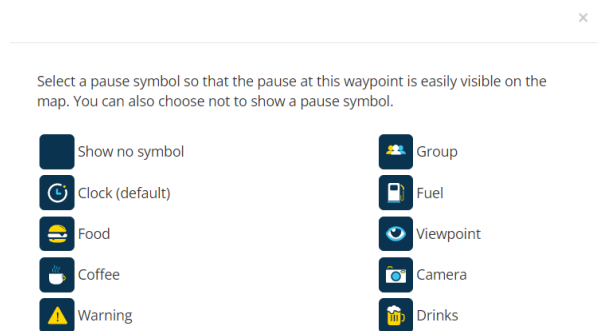 ×
Select a pause symbol so that the pause at this waypoint is easily visible on the
map. You can also choose not to show a pause symbol.
Show no symbol
Group
Clock (default)
Fuel
Food
Viewpoint
Coffee
Camera
Warning
Drinks